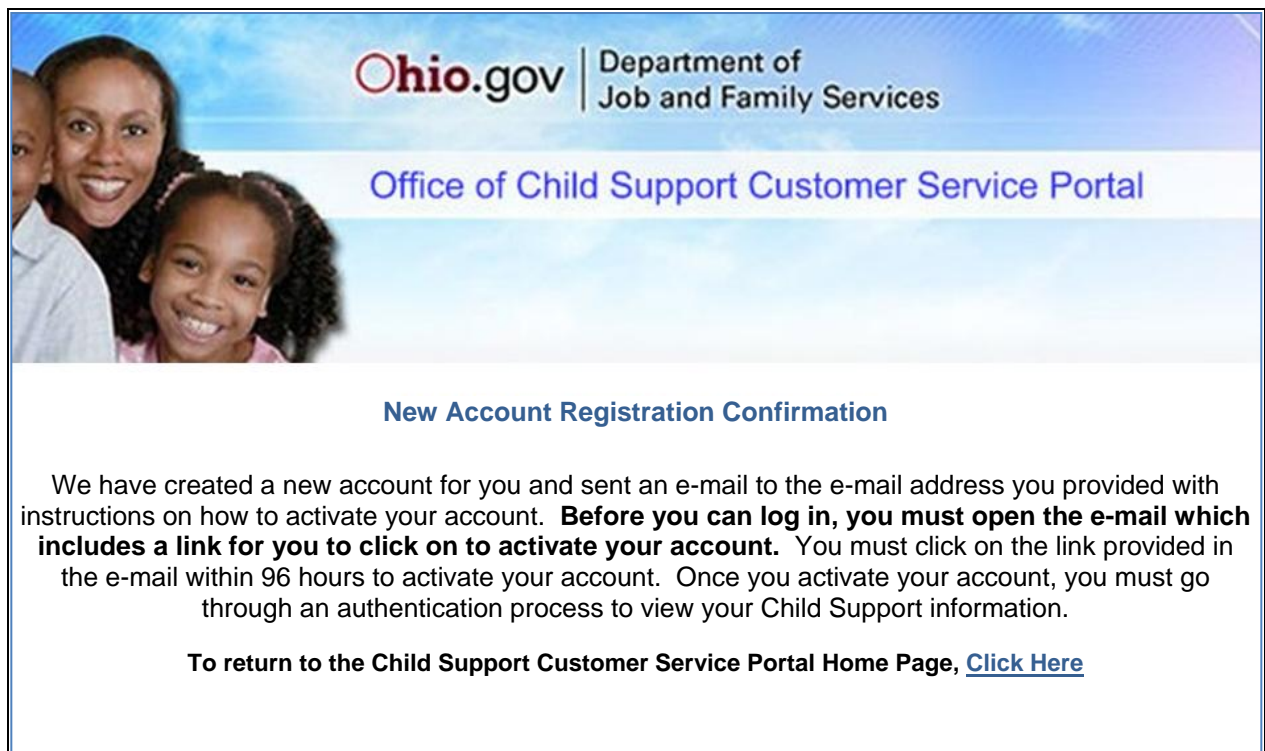 Ohio.gov Department of
Job and Family Services
Office of Child Support Customer Service Portal
New Account Registration Confirmation
We have created a new account for you and sent an e-mail to the e-mail address you provided with
instructions on how to activate your account. Before you can log in, you must open the e-mail which
includes a link for you to click on to activate your account. You must click on the link provided in
the e-mail within 96 hours to activate your account. Once you activate your account, you must go
through an authentication process to view your Child Support information.
To return to the Child Support Customer Service Portal Home Page, Click Here